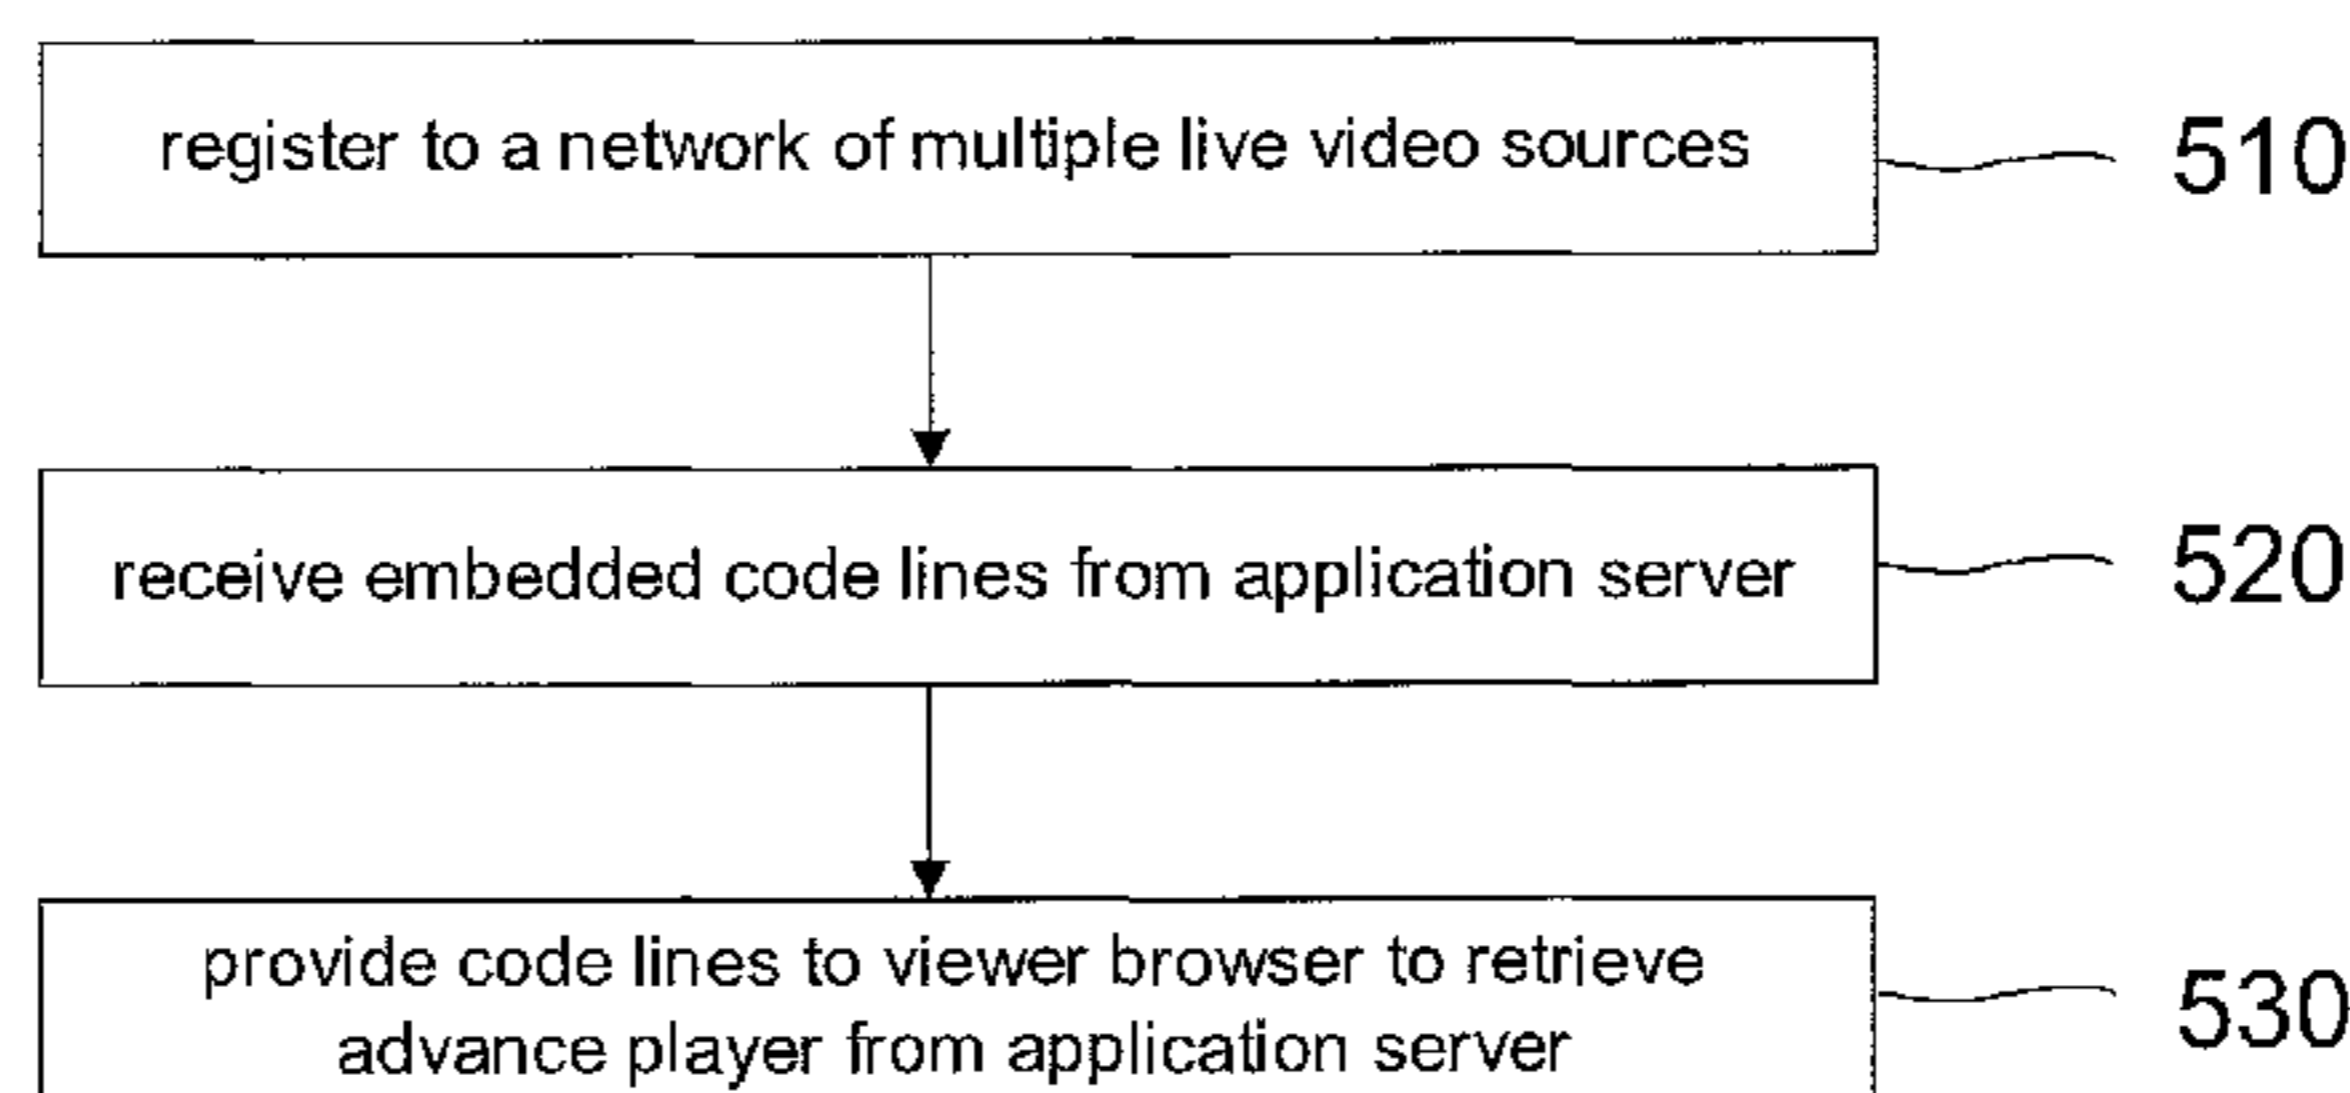 register to a network of multiple live video sources
510
receive embedded code lines from application server
520
provide code lines to viewer browser to retrieve
advance player from application server
530